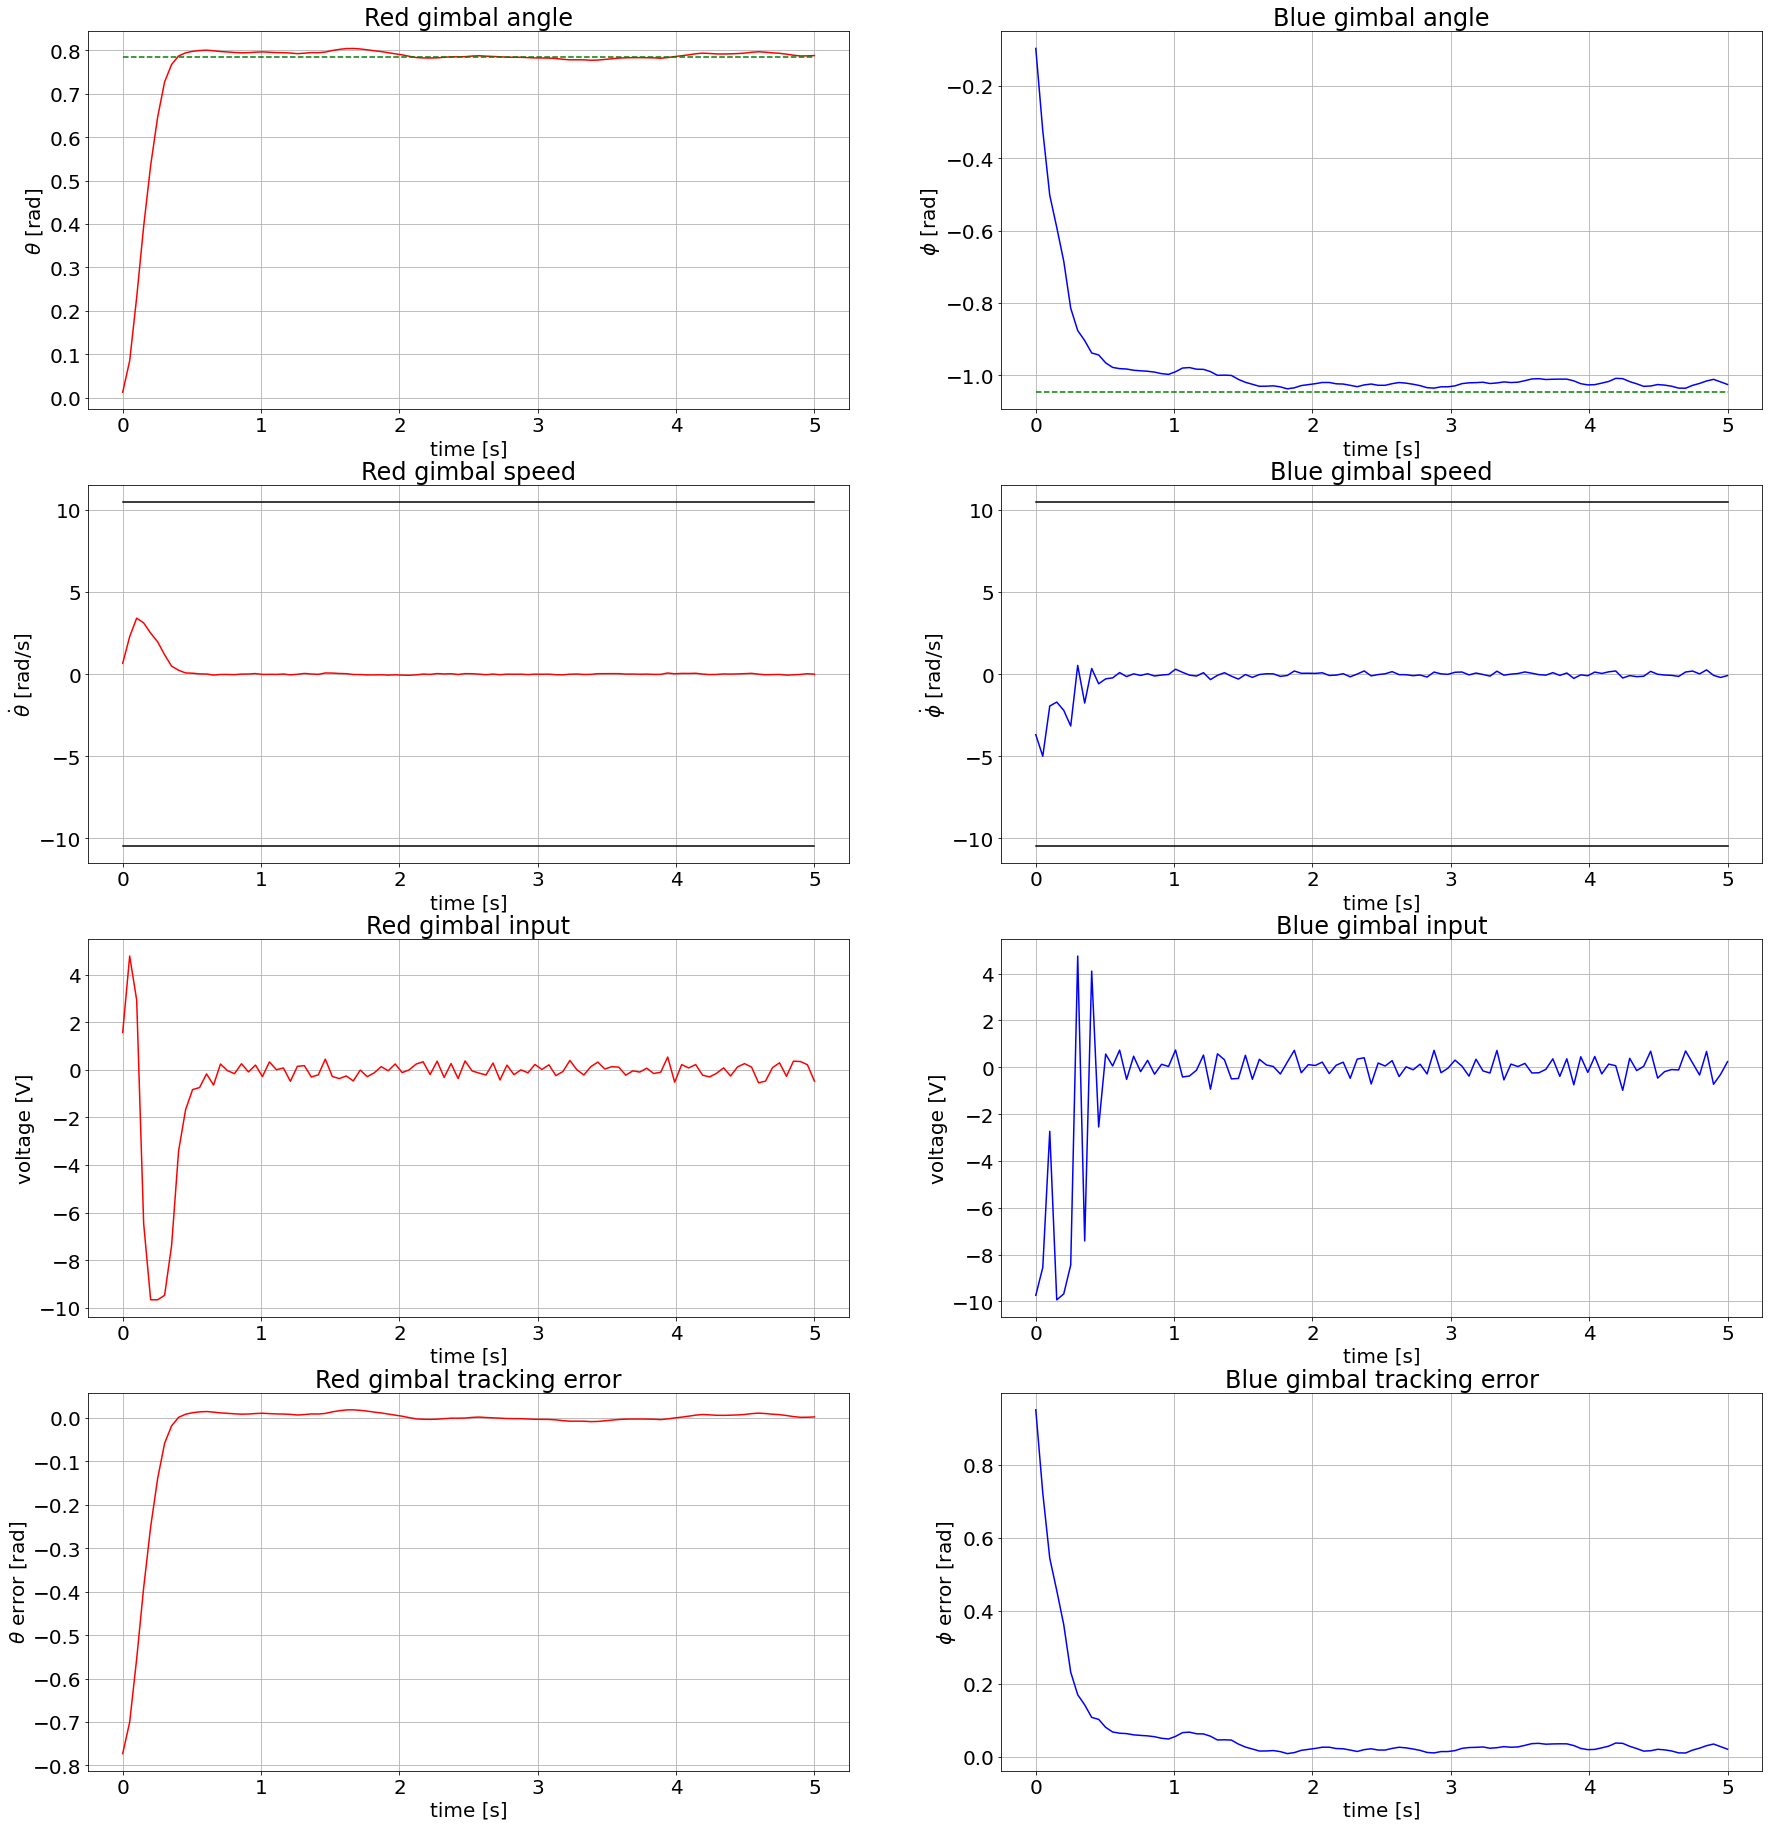 Red gimbal angle
θ [rad]
0.8
0.7
0.6
0.5
0.4
0.3
0.2
0.1
0.0
0 1 2 3 4 5
time [s]
Blue gimbal angle
ϕ [rad]
−0.2
−0.4
−0.6
−0.8
−1.0
0 1 2 3 4 5
time [s]
Red gimbal speed
θ̇ [rad/s]
10
5
0
−5
−10
0 1 2 3 4 5
time [s]
Blue gimbal speed
ϕ̇ [rad/s]
10
5
0
−5
−10
0 1 2 3 4 5
time [s]
Red gimbal input
voltage [V]
4
2
0
−2
−4
−6
−8
−10
0 1 2 3 4 5
time [s]
Blue gimbal input
voltage [V]
4
2
0
−2
−4
−6
−8
−10
0 1 2 3 4 5
time [s]
Red gimbal tracking error
θ error [rad]
0.0
−0.1
−0.2
−0.3
−0.4
−0.5
−0.6
−0.7
−0.8
0 1 2 3 4 5
time [s]
Blue gimbal tracking error
ϕ error [rad]
0.8
0.6
0.4
0.2
0.0
0 1 2 3 4 5
time [s]